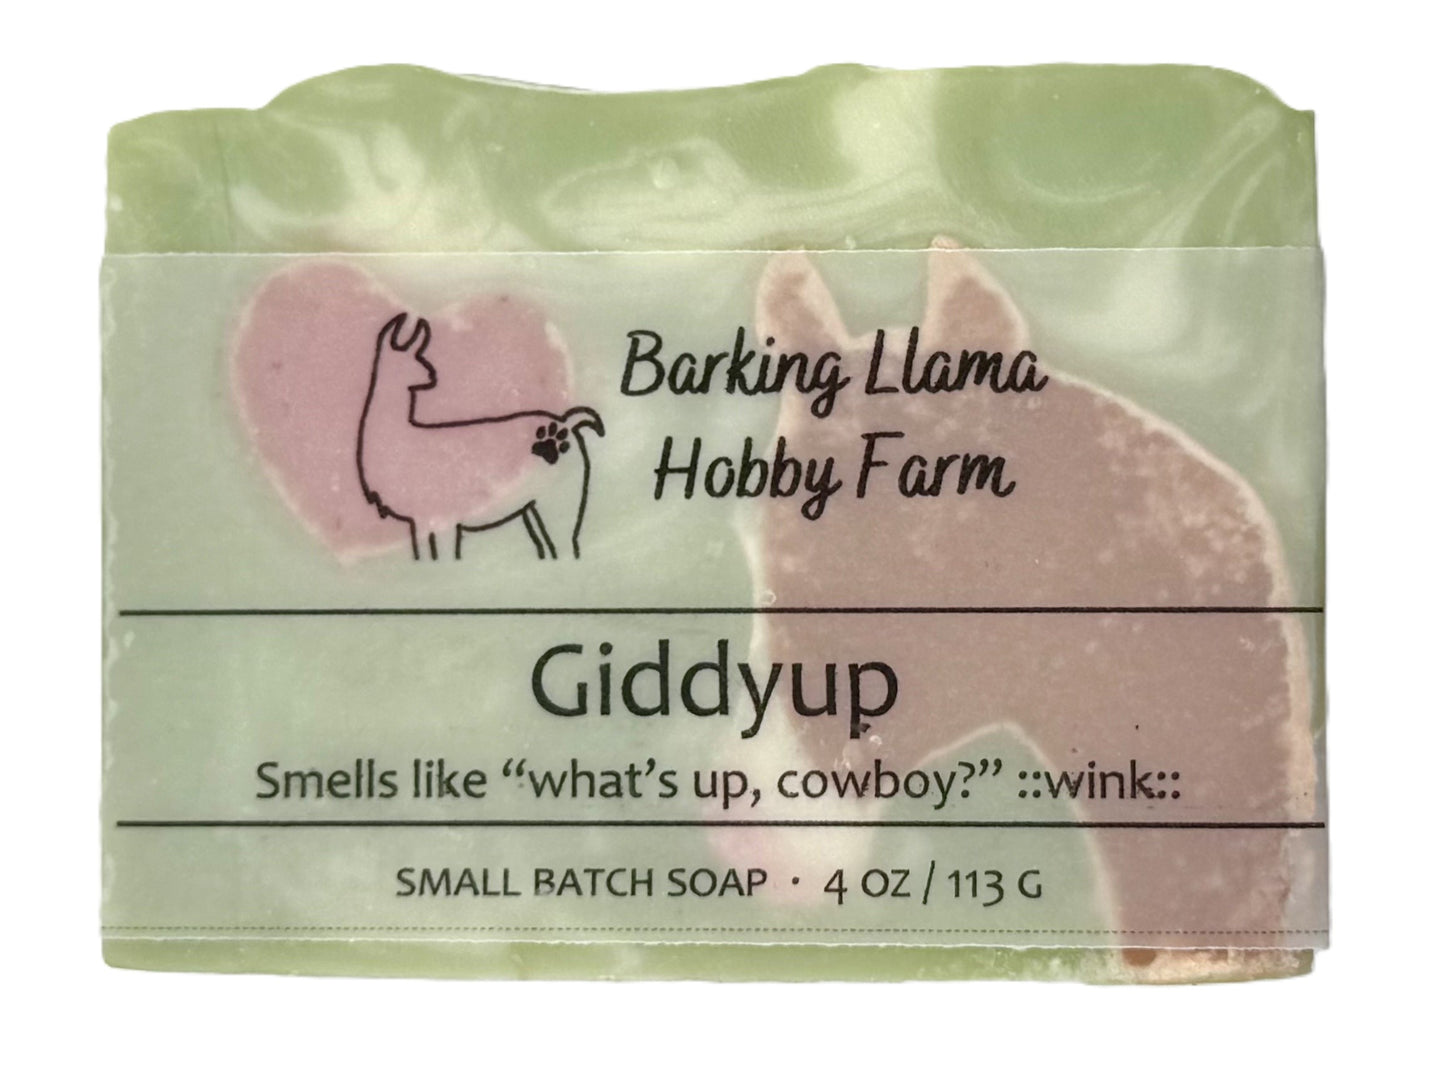 Barking Llama
Hobby Farm
Giddyup
Smells like “what’s up, cowboy?” ::wink::
SMALL BATCH SOAP · 4 OZ / 113 G